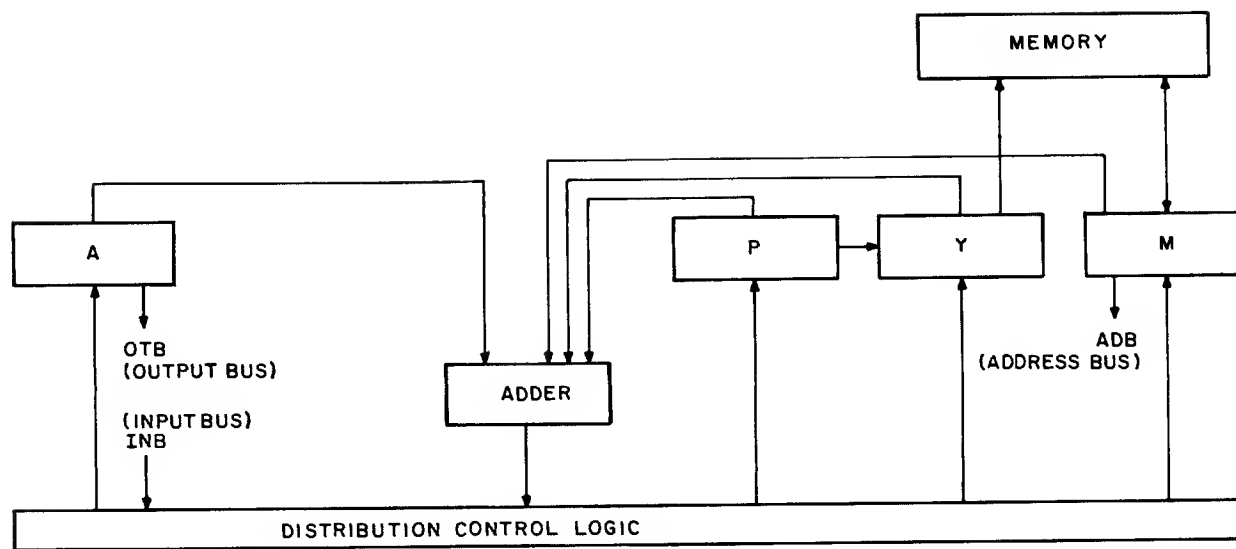 MEMORY
A
P
Y
M
OTB
(OUTPUT BUS)
ADB
(ADDRESS BUS)
ADDER
(INPUT BUS)
INB
DISTRIBUTION CONTROL LOGIC